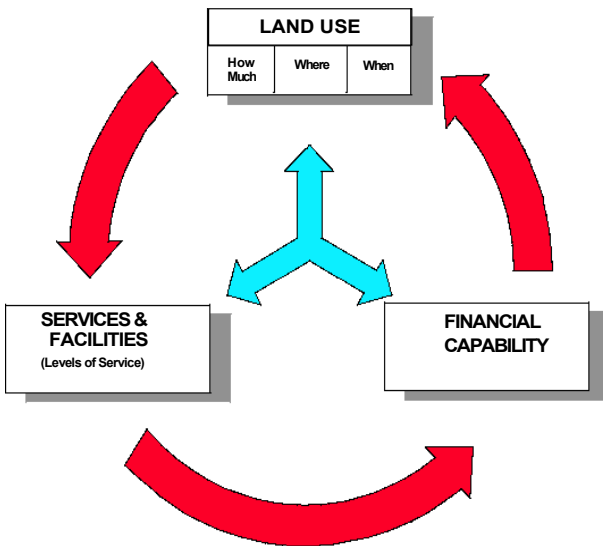 LAND USE
How Where When
Much
SERVICES &
FACILITIES
(Levels of Service)
FINANCIAL
CAPABILITY